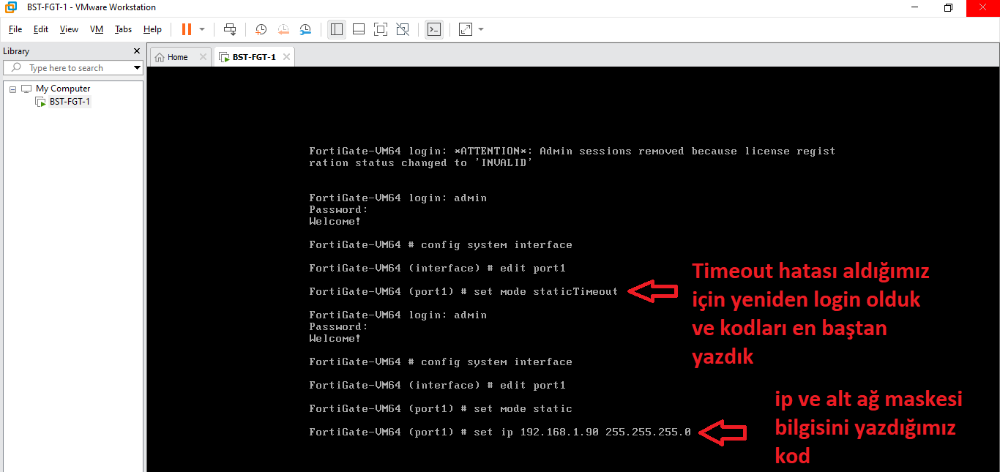 BST-FGT-1 - VMware Workstation
File Edit View VM Tabs Help
Library
Type here to search
My Computer
BST-FGT-1
Home
BST-FGT-1
FortiGate-VM64 login: *ATTENTION*: Admin sessions removed because license regist
ration status changed to 'INVALID'
FortiGate-VM64 login: admin
Password:
Welcome!
FortiGate-VM64 # config system interface
FortiGate-VM64 (interface) # edit port1
FortiGate-VM64 (port1) # set mode staticTimeout
FortiGate-VM64 login: admin
Password:
Welcome!
FortiGate-VM64 # config system interface
FortiGate-VM64 (interface) # edit port1
FortiGate-VM64 (port1) # set mode static
FortiGate-VM64 (port1) # set ip 192.168.1.90 255.255.255.0
Timeout hatası aldığımız
için yeniden login olduk
ve kodları en baştan
yazdık
ip ve alt ağ maskesi
bilgisini yazdığımız
kod